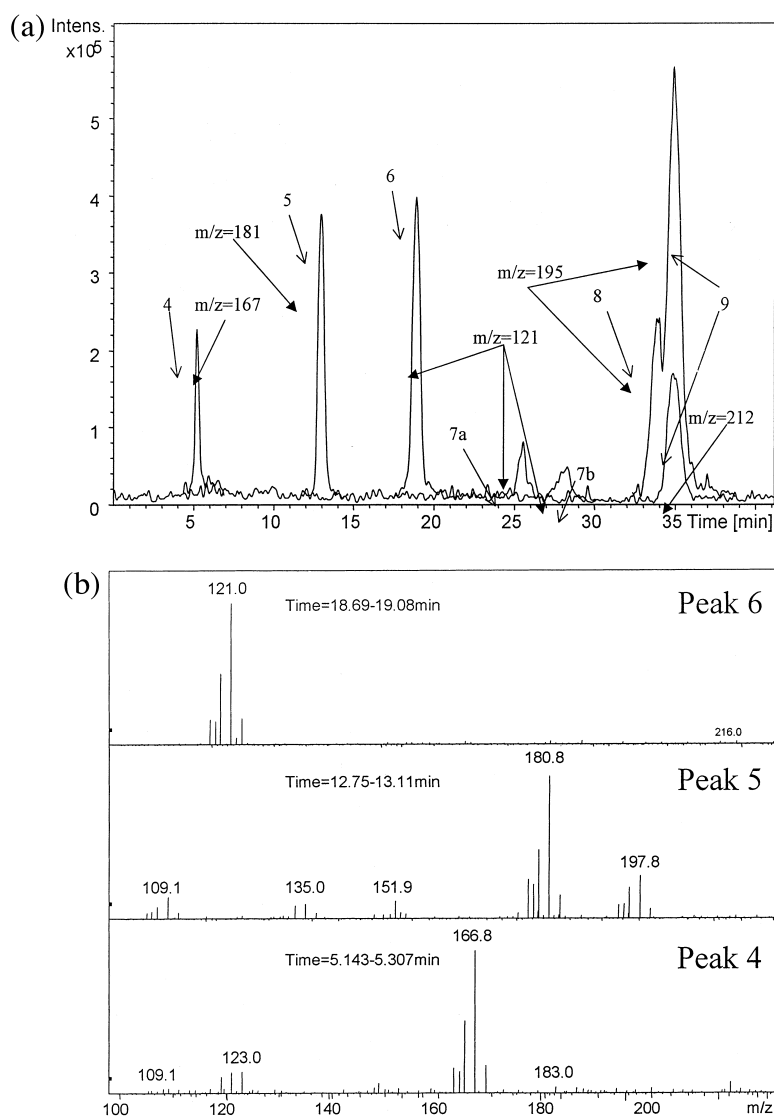 (a)
Intens.
x10⁵
5
4
3
2
1
0
4
m/z=167
m/z=181
5
6
m/z=121
7a
7b
m/z=195
8
9
m/z=212
5
10
15
20
25
30
35
Time [min]
(b)
121.0
Time=18.69-19.08min
Peak 6
216.0
180.8
Time=12.75-13.11min
Peak 5
109.1
135.0
151.9
197.8
166.8
Time=5.143-5.307min
Peak 4
109.1
123.0
183.0
100
120
140
160
180
200
m/z